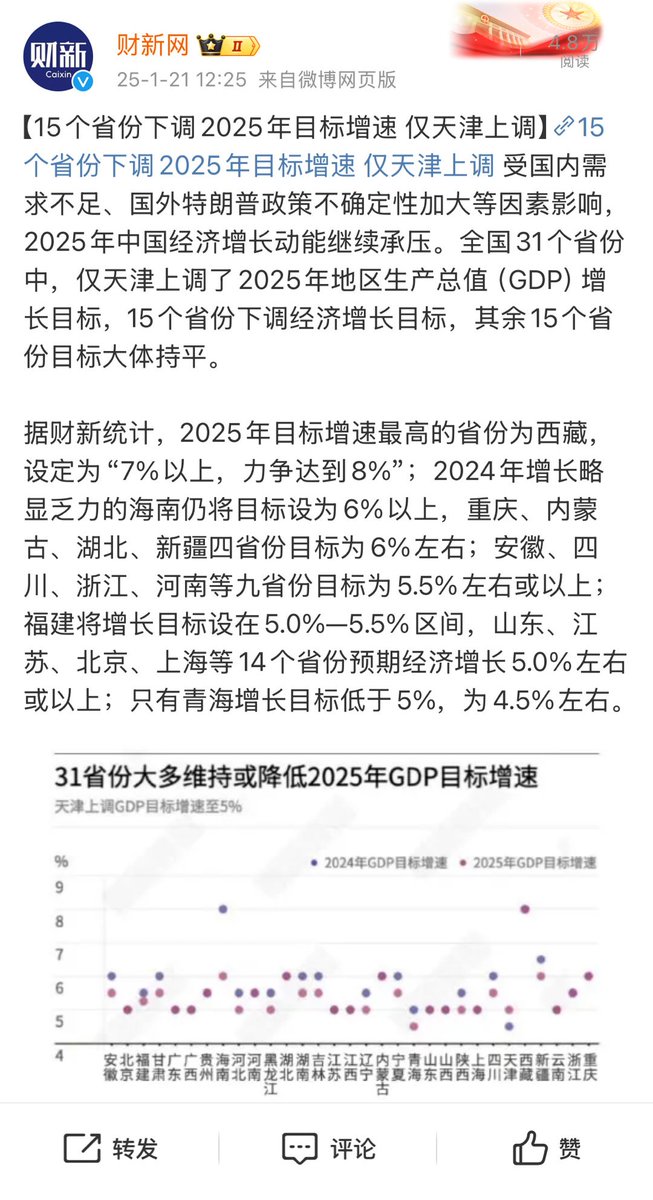 财新
Caixin
财新网
II
4.8万
阅读
25-1-21 12:25 来自微博网页版
【15个省份下调2025年目标增速 仅天津上调】15
个省份下调2025年目标增速 仅天津上调 受国内需
求不足、国外特朗普政策不确定性加大等因素影响，
2025年中国经济增长动能继续承压。全国31个省份
中，仅天津上调了2025年地区生产总值（GDP）增
长目标，15个省份下调经济增长目标，其余15个省
份目标大体持平。
据财新统计，2025年目标增速最高的省份为西藏，
设定为“7%以上，力争达到8%”；2024年增长略
显乏力的海南仍将目标设为6%以上，重庆、内蒙
古、湖北、新疆四省份目标为6%左右；安徽、四
川、浙江、河南等九省份目标为5.5%左右或以上；
福建将增长目标设在5.0%—5.5%区间，山东、江
苏、北京、上海等14个省份预期经济增长5.0%左右
或以上；只有青海增长目标低于5%，为4.5%左右。
31省份大多维持或降低2025年GDP目标增速
天津上调GDP目标增速至5%
% 2024年GDP目标增速 2025年GDP目标增速
9
8
7
6
5
4
安徽 北京 福建 甘肃 广东 广西 贵州 海南 河北 河南 黑龙江 湖北 湖南 吉林 江苏 江西 辽宁 内蒙古 宁夏 青海 山东 山西 陕西 上海 四川 天津 西藏 新疆 云南 浙江 重庆
转发 评论 赞